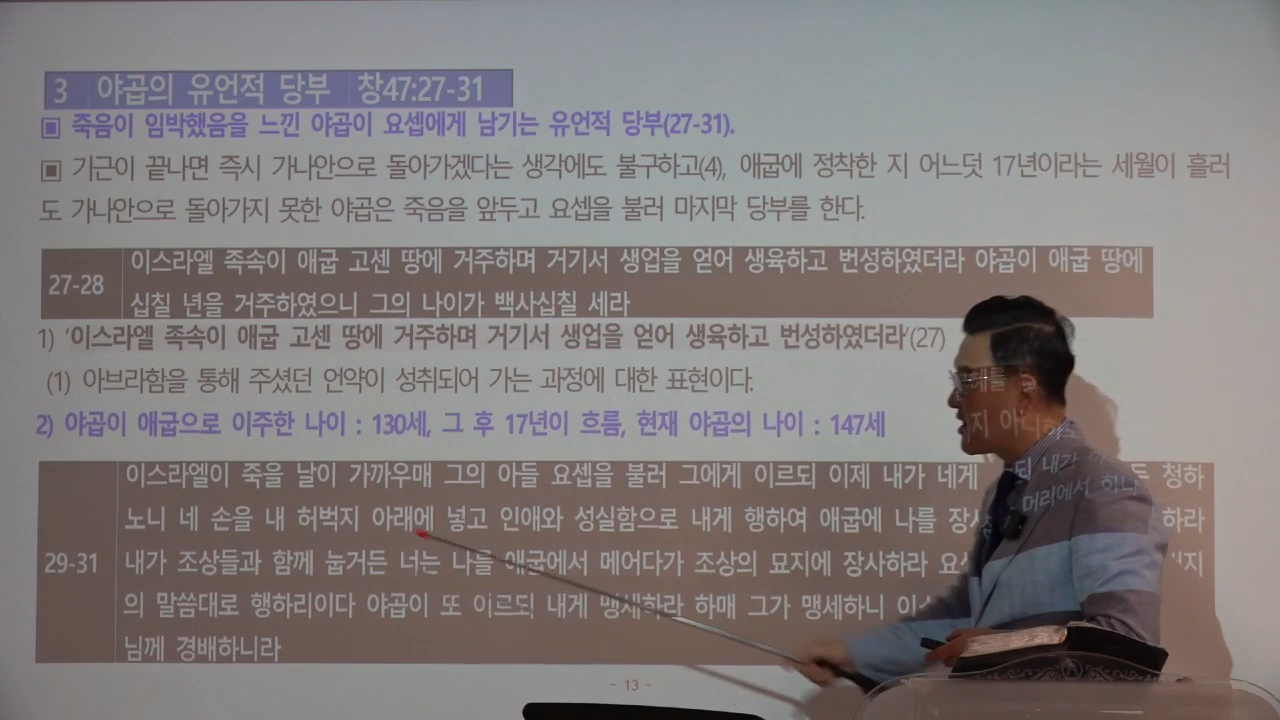 3 야곱의 유언적 당부 창47:27-31
▣ 죽음이 임박했음을 느낀 야곱이 요셉에게 남기는 유언적 당부(27-31).
▣ 기근이 끝나면 즉시 가나안으로 돌아가겠다는 생각에도 불구하고(4), 애굽에 정착한 지 어느덧 17년이라는 세월이 흘러
도 가나안으로 돌아가지 못한 야곱은 죽음을 앞두고 요셉을 불러 마지막 당부를 한다.
이스라엘 족속이 애굽 고센 땅에 거주하며 거기서 생업을 얻어 생육하고 번성하였더라 야곱이 애굽 땅에
27-28
십칠 년을 거주하였으니 그의 나이가 백사십칠 세라
1) '이스라엘 족속이 애굽 고센 땅에 거주하며 거기서 생업을 얻어 생육하고 번성하였더라'(27)
(1) 아브라함을 통해 주셨던 언약이 성취되어 가는 과정에 대한 표현이다.
2) 야곱이 애굽으로 이주한 나이 : 130세, 그 후 17년이 흐름, 현재 야곱의 나이 : 147세
이스라엘이 죽을 날이 가까우매 그의 아들 요셉을 불러 그에게 이르되 이제 내가 네게 청하
노니 네 손을 내 허벅지 아래에 넣고 인애와 성실함으로 내게 행하여 애굽에 나를 하라
29-31
내가 조상들과 함께 눕거든 너는 나를 애굽에서 메어다가 조상의 묘지에 장사하라
의 말씀대로 행하리이다 야곱이 또 이르되 내게 맹세하라 하매 그가 맹세하니
님께 경배하니라
- 13 -